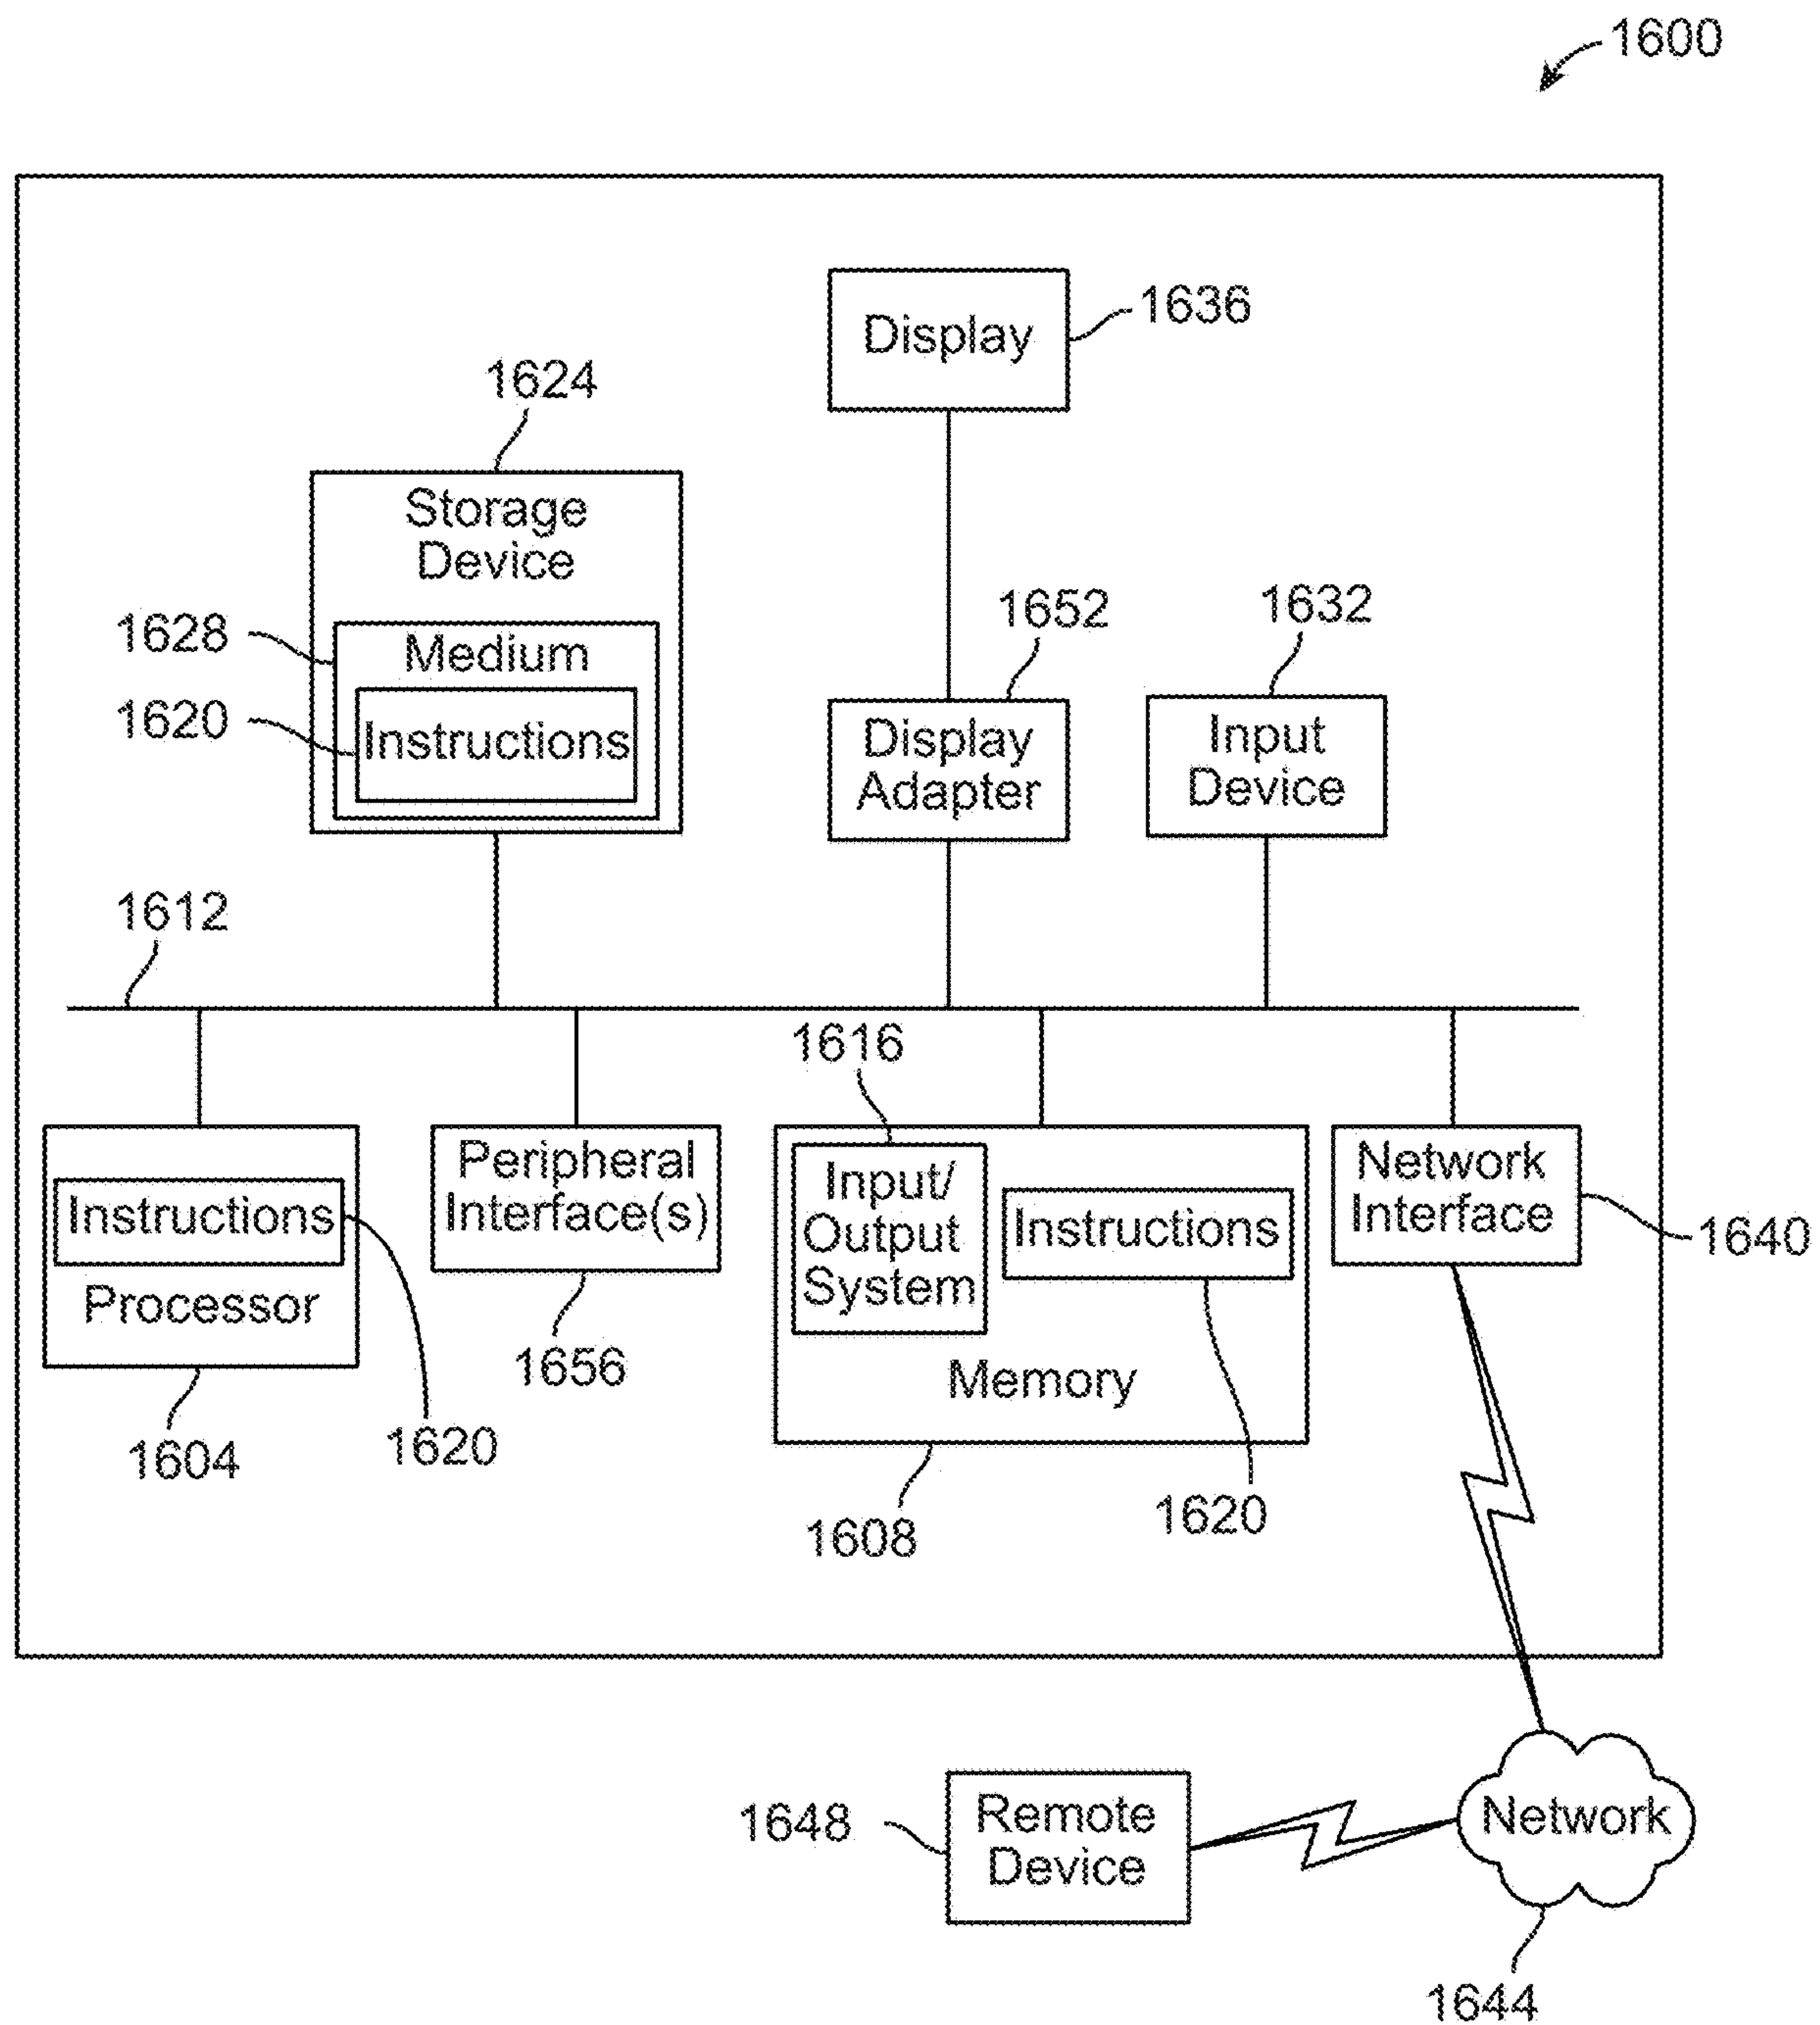 1600
Display
1636
1624
Storage
Device
1628
Medium
1620
Instructions
1652
Display
Adapter
1632
Input
Device
1612
Instructions
Processor
1604
1620
Peripheral
Interface(s)
1656
1616
Input/
Output
System
Instructions
Memory
1608
1620
Network
Interface
1640
1648
Remote
Device
Network
1644